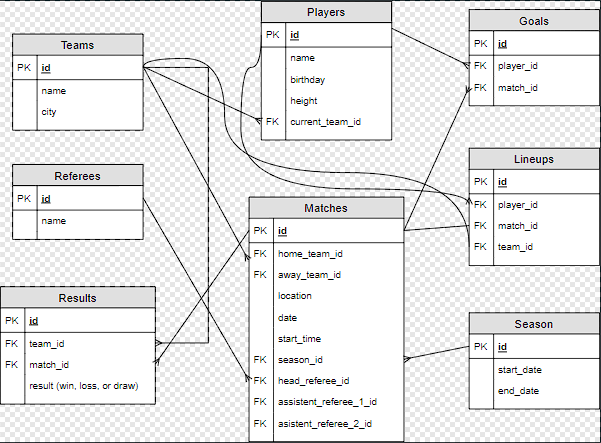 Players
PK id
name
birthday
height
FK current_team_id
Goals
PK id
FK player_id
FK match_id
Teams
PK id
name
city
Lineups
PK id
FK player_id
FK match_id
FK team_id
Referees
PK id
name
Matches
PK id
FK home_team_id
FK away_team_id
location
date
start_time
FK season_id
FK head_referee_id
FK assistent_referee_1_id
FK asistent_referee_2_id
Results
PK id
FK team_id
FK match_id
result (win, loss, or draw)
Season
PK id
start_date
end_date